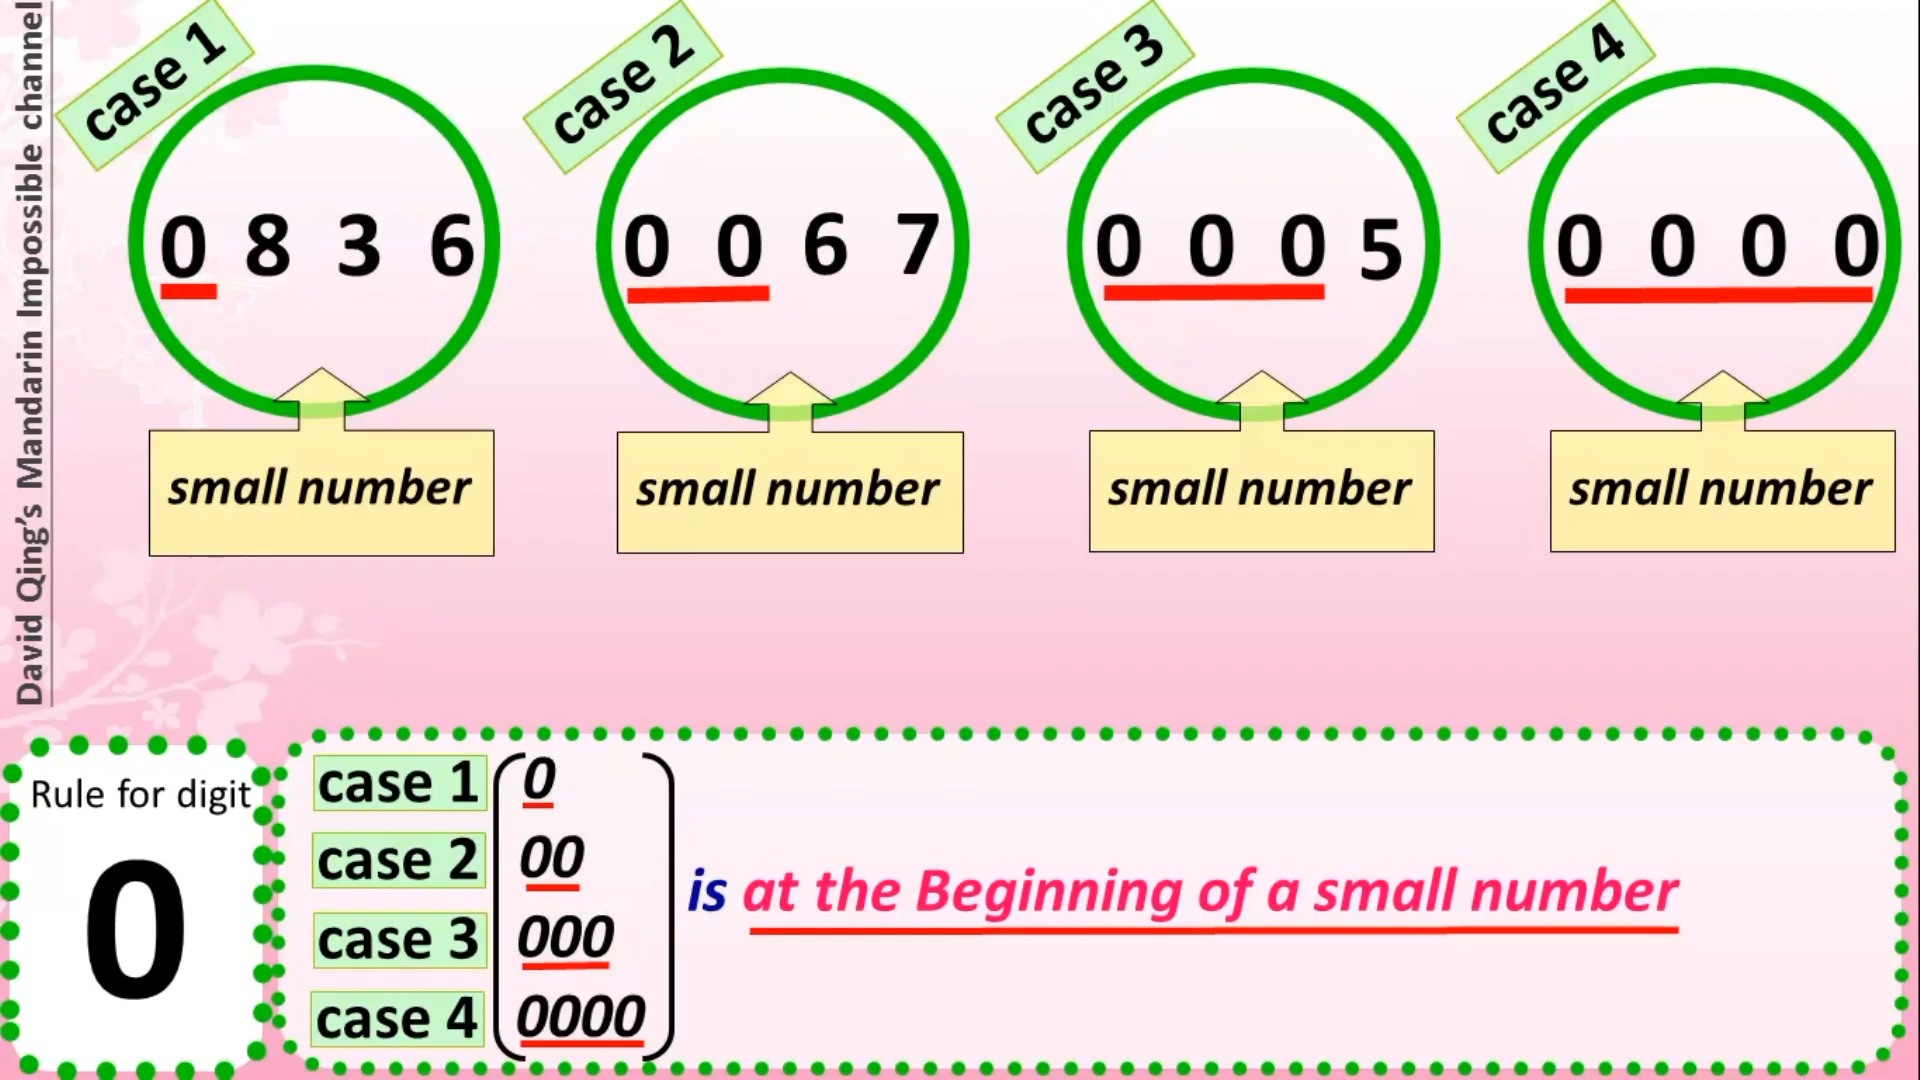 David Qing's Mandarin Impossible channel
case 1
case 2
case 3
case 4
0 8 3 6
0 0 6 7
0 0 0 5
0 0 0 0
small number
small number
small number
small number
Rule for digit
0
case 1 0
case 2 00
case 3 000
case 4 0000
is at the Beginning of a small number